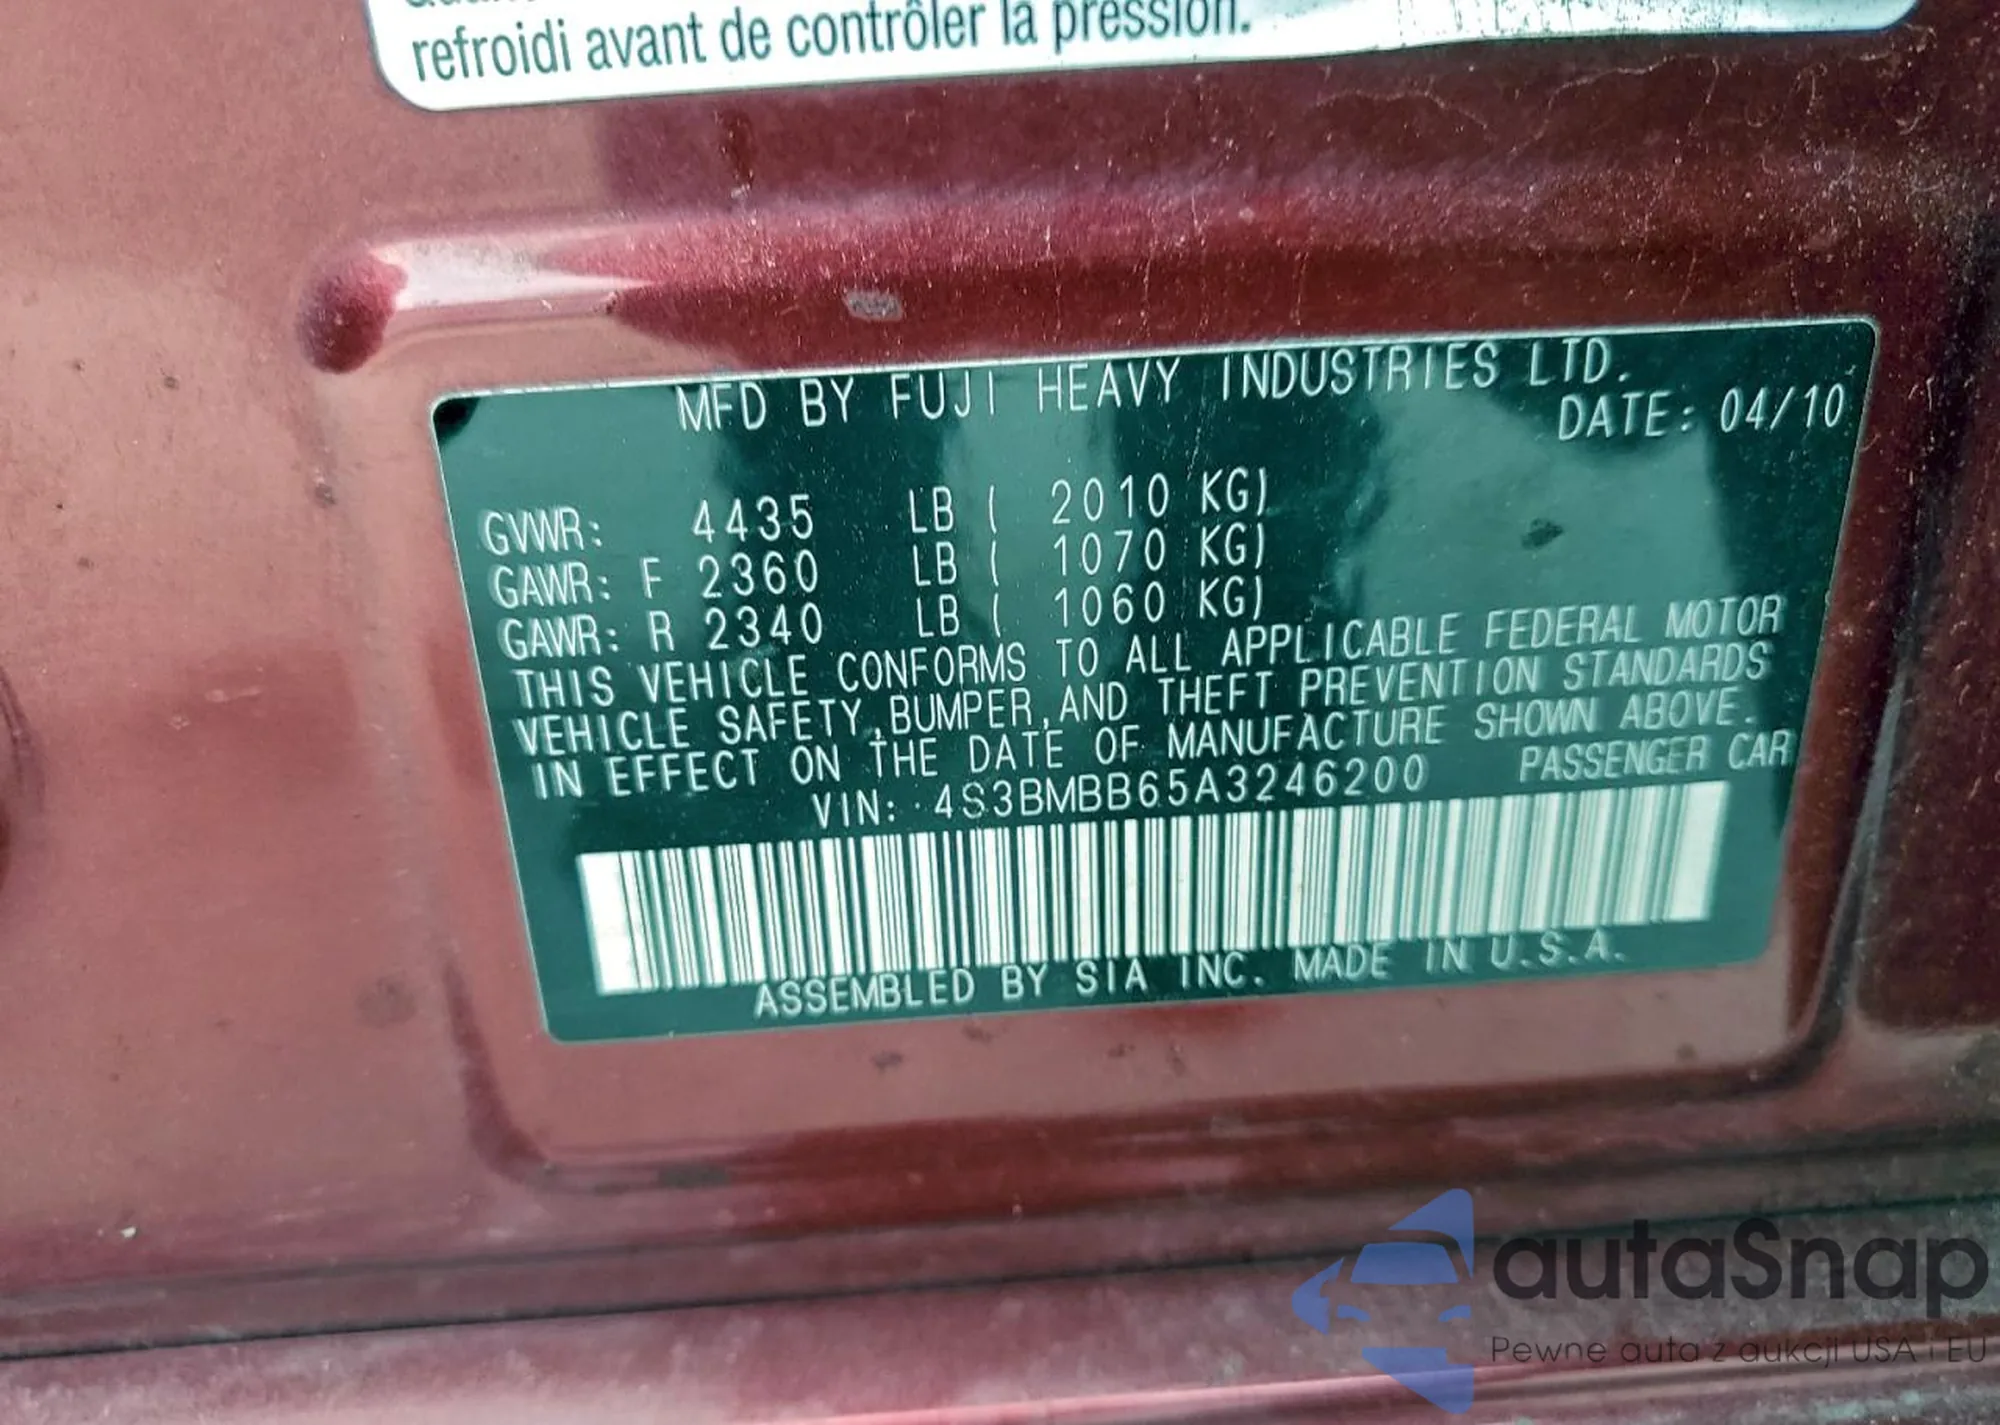 refroidi avant de contrôler la pression.
MFD BY FUJI HEAVY INDUSTRIES LTD.
DATE: 04/10
GVWR: 4435 LB ( 2010 KG)
GAWR: F 2360 LB ( 1070 KG)
GAWR: R 2340 LB ( 1060 KG)
THIS VEHICLE CONFORMS TO ALL APPLICABLE FEDERAL MOTOR
VEHICLE SAFETY,BUMPER,AND THEFT PREVENTION STANDARDS
IN EFFECT ON THE DATE OF MANUFACTURE SHOWN ABOVE.
VIN: 4S3BMBB65A3246200 PASSENGER CAR
ASSEMBLED BY SIA INC. MADE IN U.S.A.
autaSnap
Pewne auta z aukcji USA i EU